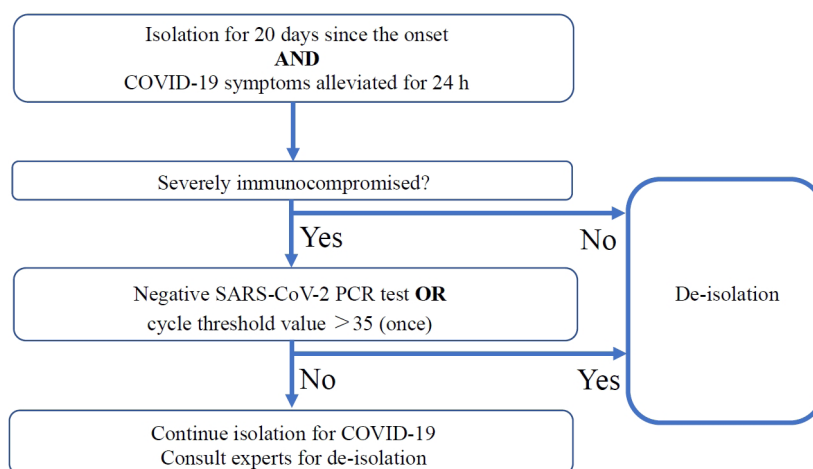 Isolation for 20 days since the onset
AND
COVID-19 symptoms alleviated for 24 h
Severely immunocompromised?
Yes
No
Negative SARS-CoV-2 PCR test OR
cycle threshold value ＞35 (once)
De-isolation
No
Yes
Continue isolation for COVID-19
Consult experts for de-isolation